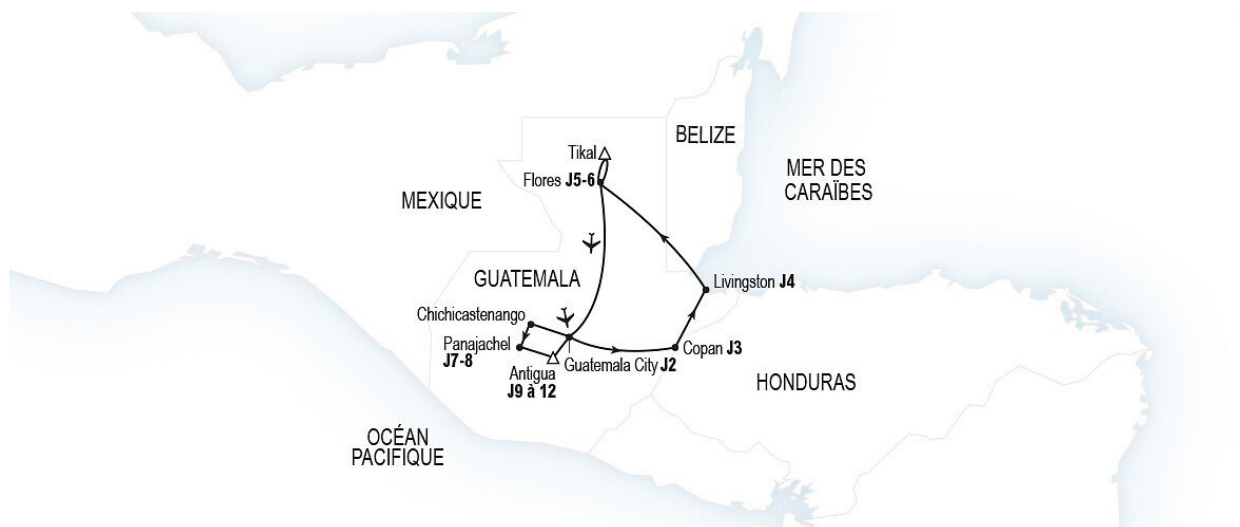 BELIZE
Tikal
Flores J5-6
MER DES
CARAÏBES
MEXIQUE
GUATEMALA
Livingston J4
Chichicastenango
Panajachel
J7-8
Copan J3
Guatemala City J2
Antigua
J9 à 12
HONDURAS
OCÉAN
PACIFIQUE